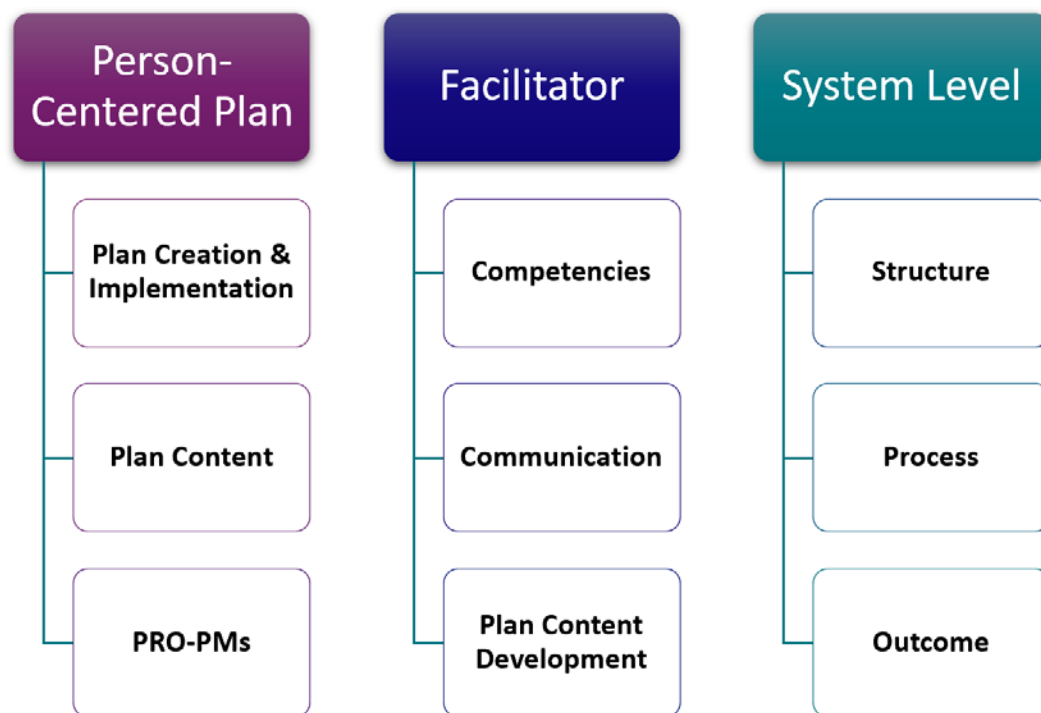 Person-
Centered Plan
Plan Creation &
Implementation
Plan Content
PRO-PMs
Facilitator
Competencies
Communication
Plan Content
Development
System Level
Structure
Process
Outcome